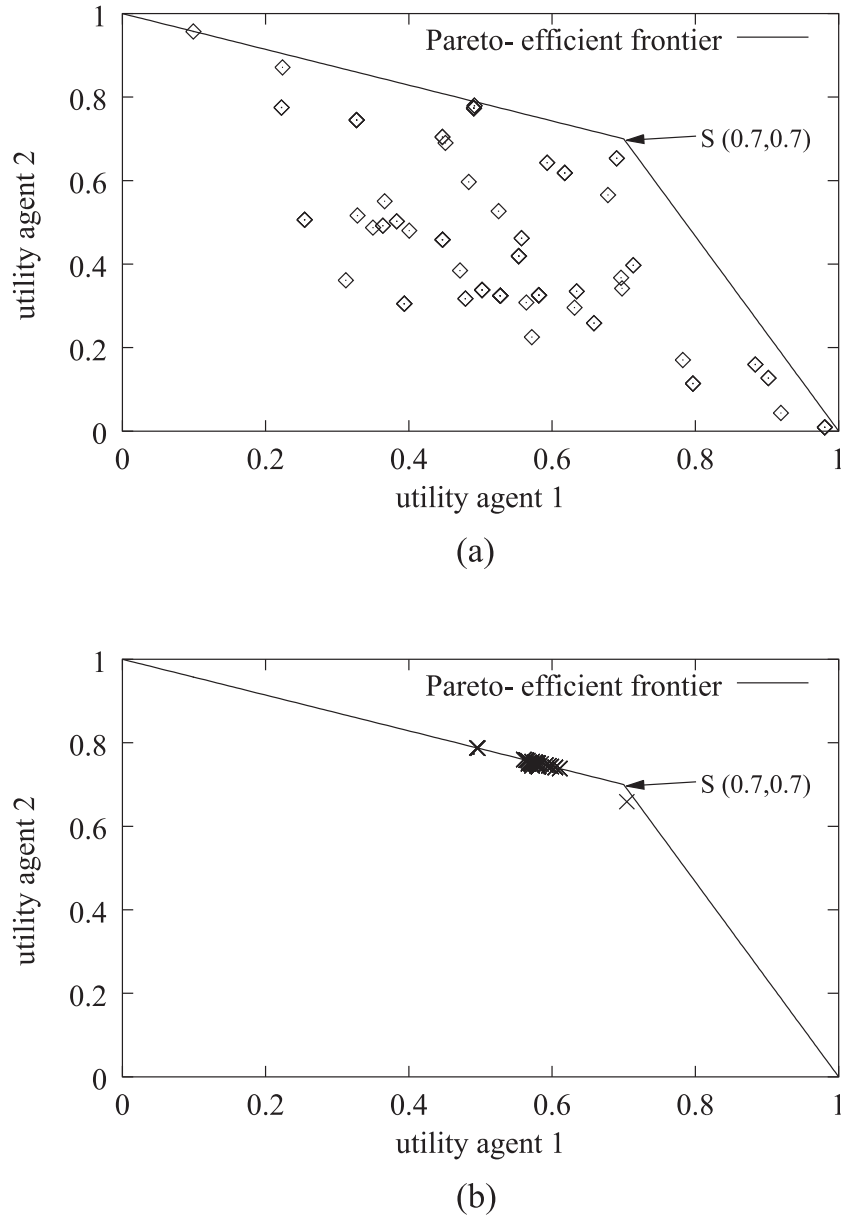 1
Pareto- efficient frontier
0.8
S (0.7,0.7)
0.6
utility agent 2
0.4
0.2
0
0 0.2 0.4 0.6 0.8 1
utility agent 1
(a)
1
Pareto- efficient frontier
0.8
S (0.7,0.7)
0.6
utility agent 2
0.4
0.2
0
0 0.2 0.4 0.6 0.8 1
utility agent 1
(b)